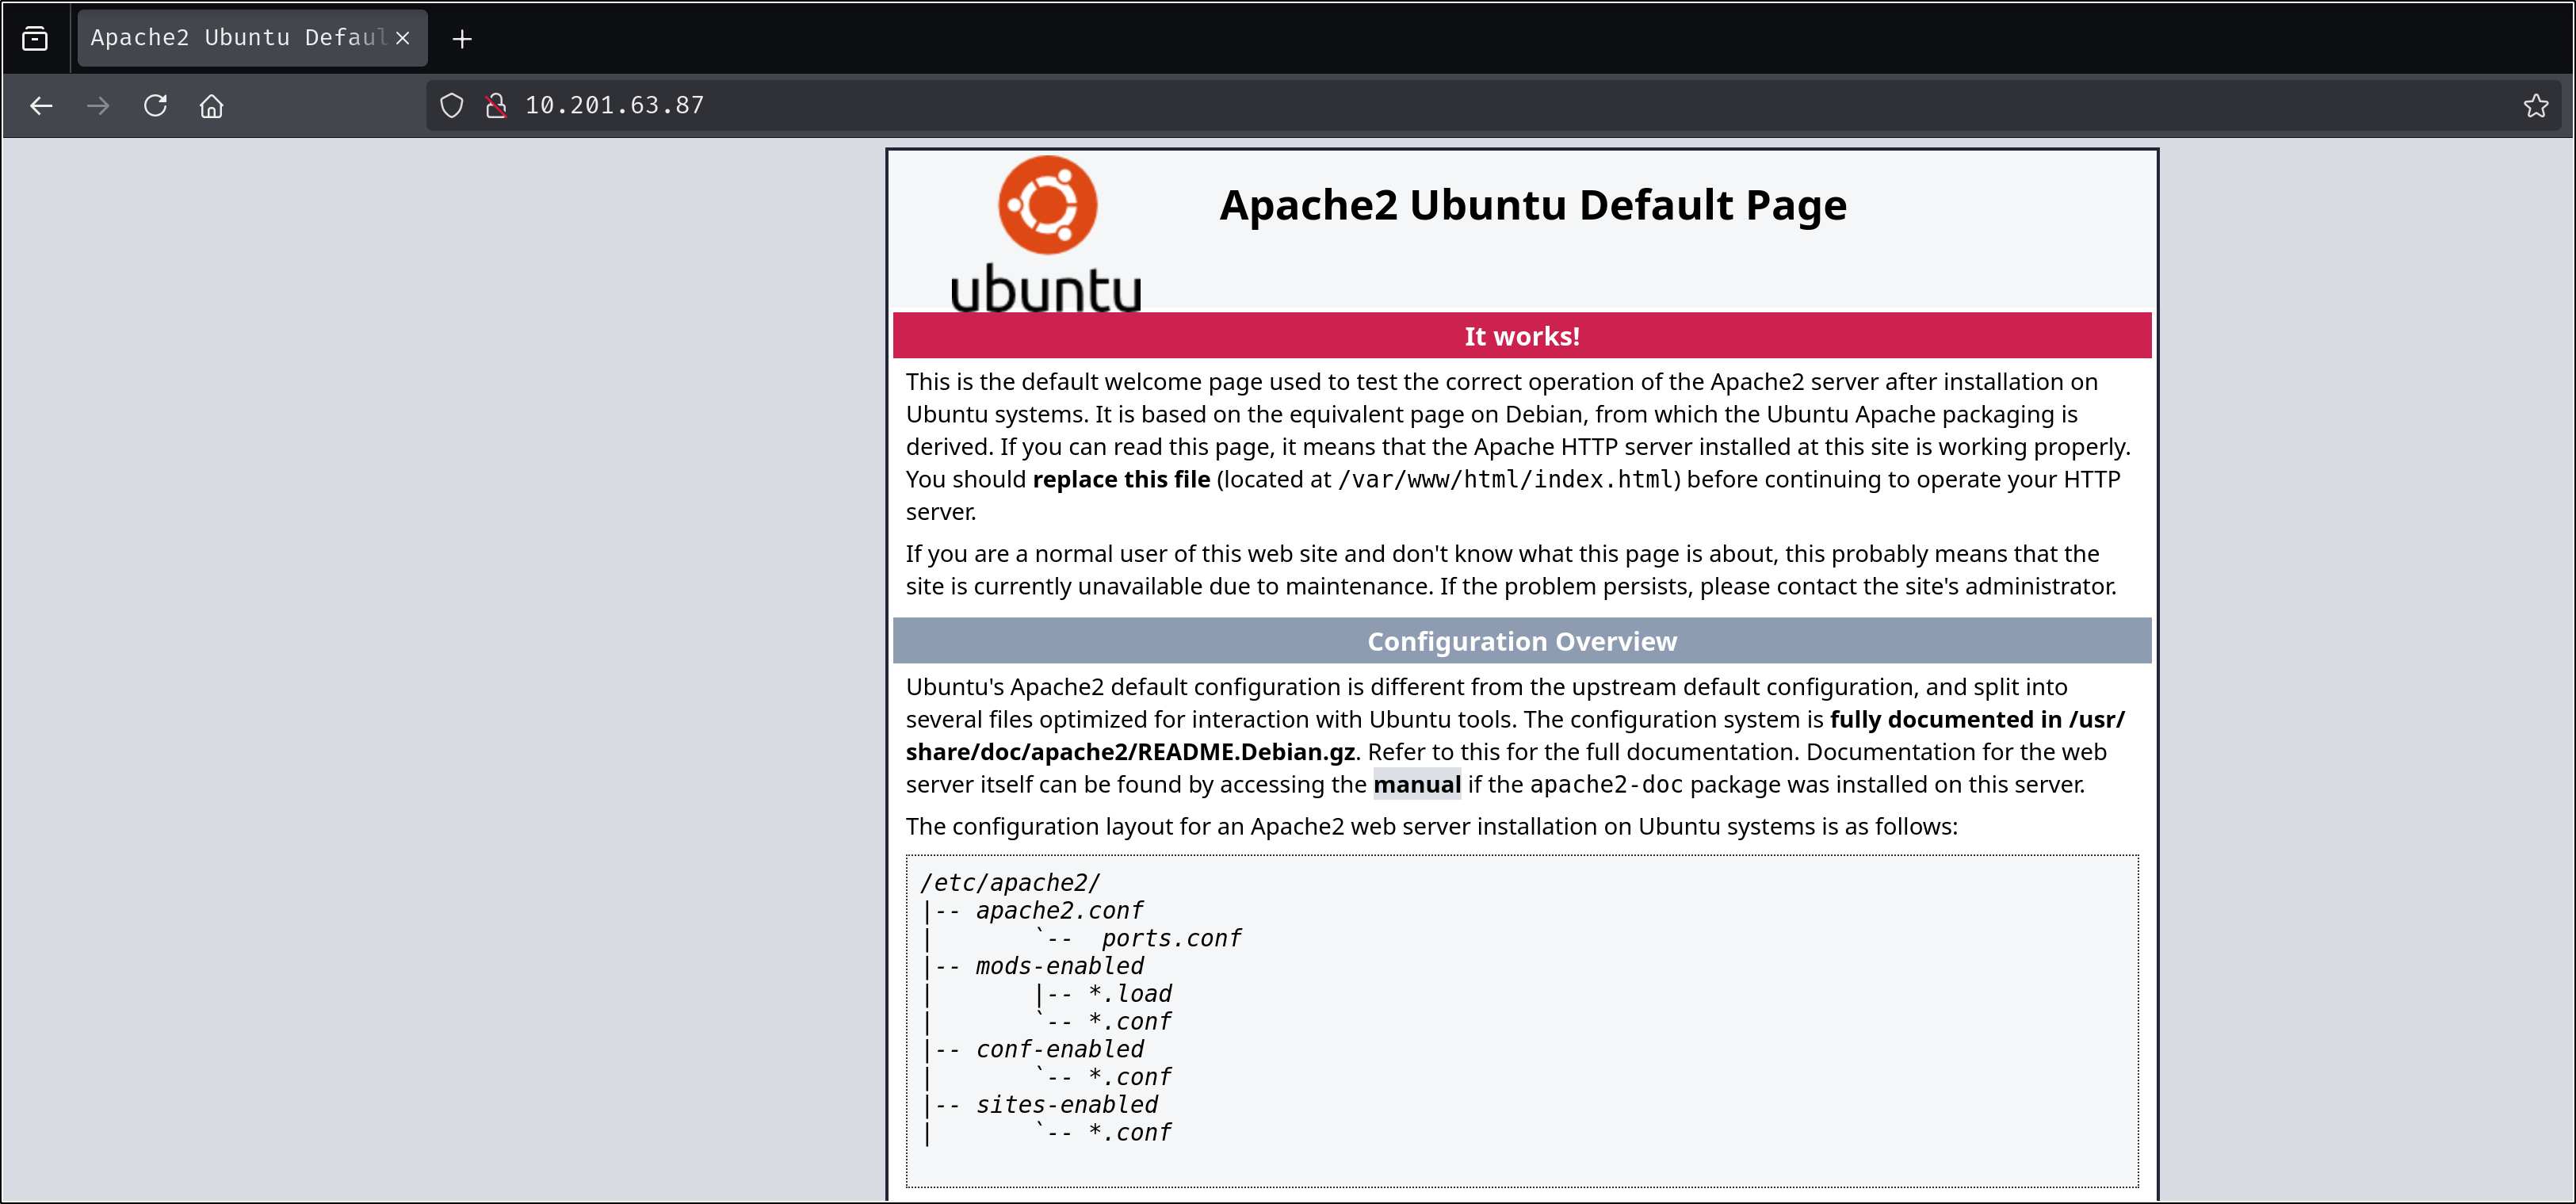 Apache2 Ubuntu Defaul
10.201.63.87
ubuntu
Apache2 Ubuntu Default Page
It works!
This is the default welcome page used to test the correct operation of the Apache2 server after installation on
Ubuntu systems. It is based on the equivalent page on Debian, from which the Ubuntu Apache packaging is
derived. If you can read this page, it means that the Apache HTTP server installed at this site is working properly.
You should replace this file (located at /var/www/html/index.html) before continuing to operate your HTTP
server.
If you are a normal user of this web site and don't know what this page is about, this probably means that the
site is currently unavailable due to maintenance. If the problem persists, please contact the site's administrator.
Configuration Overview
Ubuntu's Apache2 default configuration is different from the upstream default configuration, and split into
several files optimized for interaction with Ubuntu tools. The configuration system is fully documented in /usr/
share/doc/apache2/README.Debian.gz. Refer to this for the full documentation. Documentation for the web
server itself can be found by accessing the manual if the apache2-doc package was installed on this server.
The configuration layout for an Apache2 web server installation on Ubuntu systems is as follows:
/etc/apache2/
|-- apache2.conf
|       `--  ports.conf
|-- mods-enabled
|       |-- *.load
|       `-- *.conf
|-- conf-enabled
|       `-- *.conf
|-- sites-enabled
|       `-- *.conf